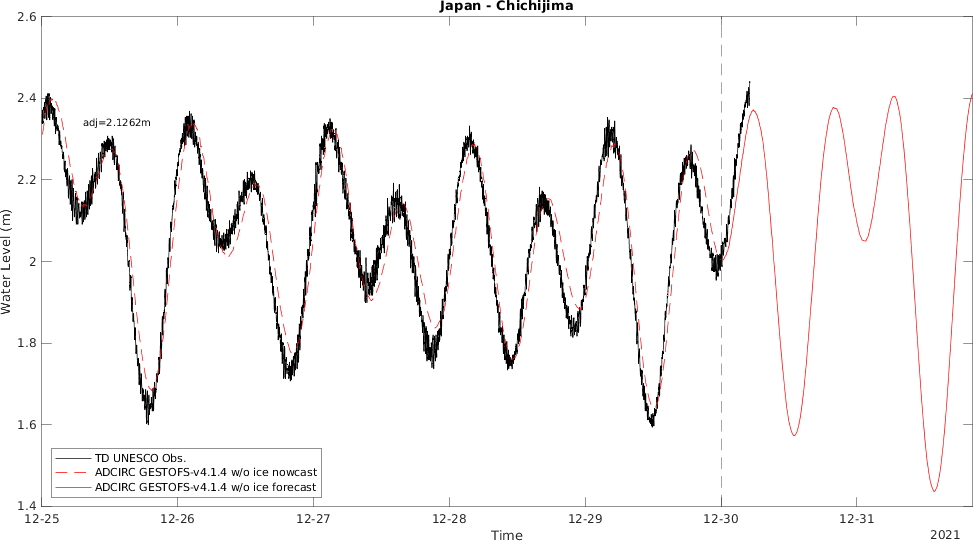 Japan - Chichijima
2.6
2.4
2.2
2
1.8
1.6
1.4
Water Level (m)
adj=2.1262m
TD UNESCO Obs.
ADCIRC GESTOFS-v4.1.4 w/o ice nowcast
ADCIRC GESTOFS-v4.1.4 w/o ice forecast
12-25 12-26 12-27 12-28 12-29 12-30 12-31
Time
2021